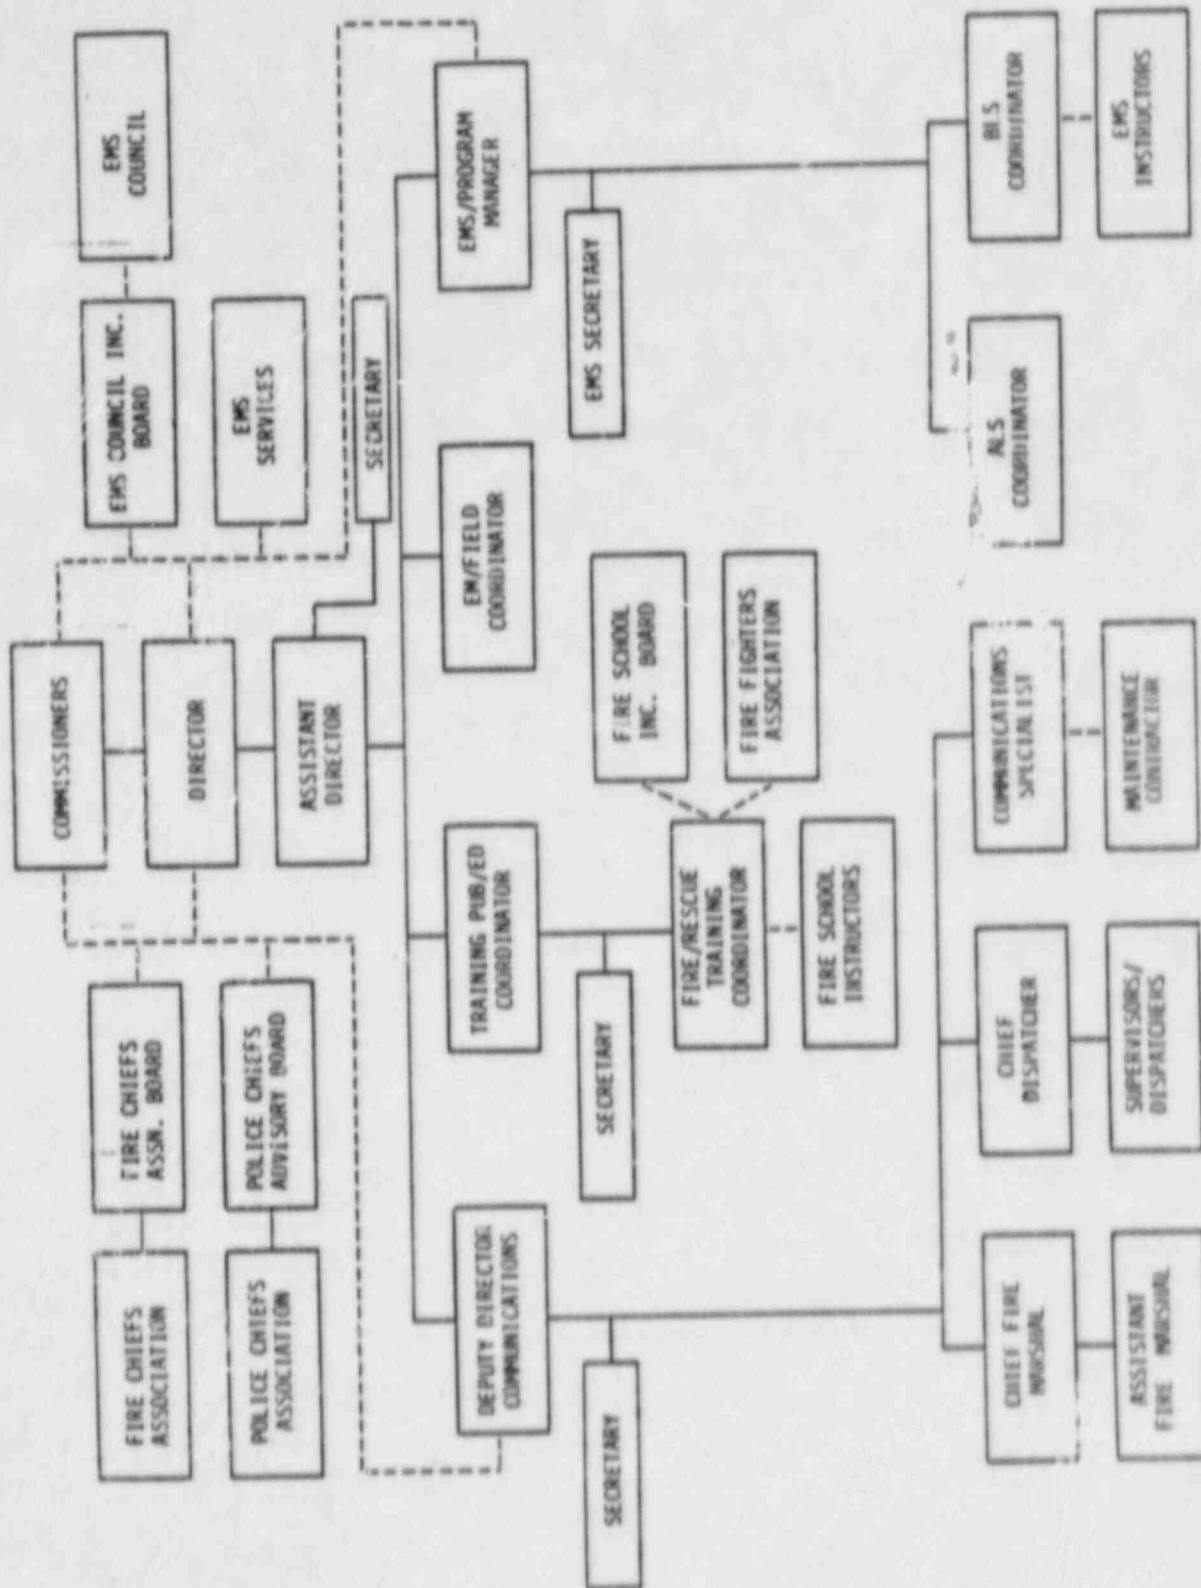 COMMISSIONERS
DIRECTOR
ASSISTANT
DIRECTOR
FIRE CHIEFS
ASSOCIATION
FIRE CHIEFS
ASSN. BOARD
POLICE CHIEFS
ASSOCIATION
POLICE CHIEFS
ADVISORY BOARD
EMS COUNCIL INC.
BOARD
EMS
COUNCIL
EMS
SERVICES
SECRETARY
DEPUTY DIRECTOR
COMMUNICATIONS
TRAINING PUB/ED
COORDINATOR
EM/FIELD
COORDINATOR
EMS/PROGRAM
MANAGER
SECRETARY
SECRETARY
EMS SECRETARY
FIRE/RESCUE
TRAINING
COORDINATOR
FIRE SCHOOL
INC. BOARD
FIRE FIGHTERS
ASSOCIATION
FIRE SCHOOL
INSTRUCTORS
CHIEF FIRE
MARSHAL
CHIEF
DISPATCHER
COMMUNICATIONS
SPECIALIST
ALS
COORDINATOR
BLS
COORDINATOR
ASSISTANT
FIRE MARSHAL
SUPERVISORS/
DISPATCHERS
MAINTENANCE
CONTRACTOR
EMS
INSTRUCTORS